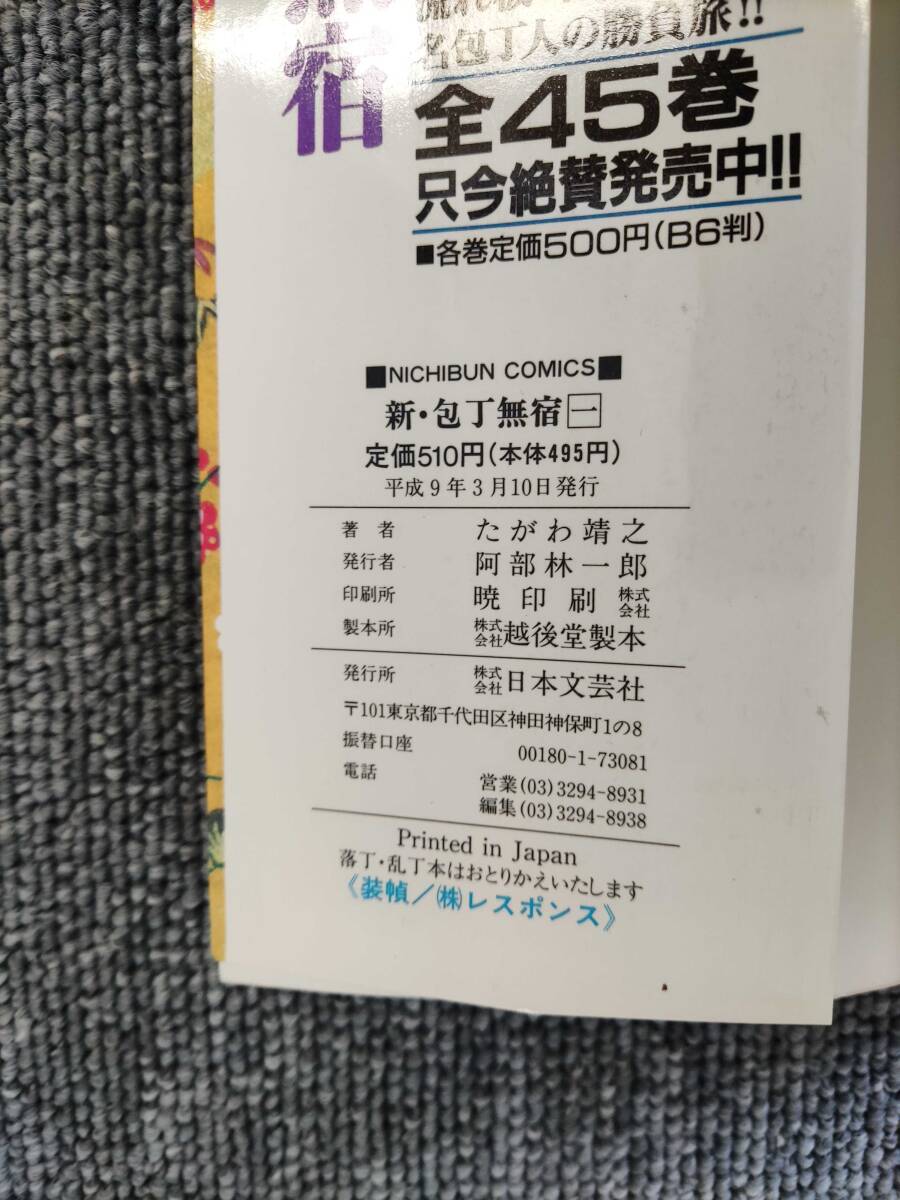 宿
名包丁人の勝負旅!!
全45巻
只今絶賛発売中!!
■各巻定価500円(B6判)
■NICHIBUN COMICS■
新・包丁無宿 一
定価510円(本体495円)
平成9年3月10日発行
著者 たがわ靖之
発行者 阿部林一郎
印刷所 暁印刷株式会社
製本所 株式会社越後堂製本
発行所 株式会社日本文芸社
〒101東京都千代田区神田神保町1の8
振替口座 00180-1-73081
電話 営業(03)3294-8931
編集(03)3294-8938
Printed in Japan
落丁・乱丁本はおとりかえいたします
《装幀/㈱レスポンス》